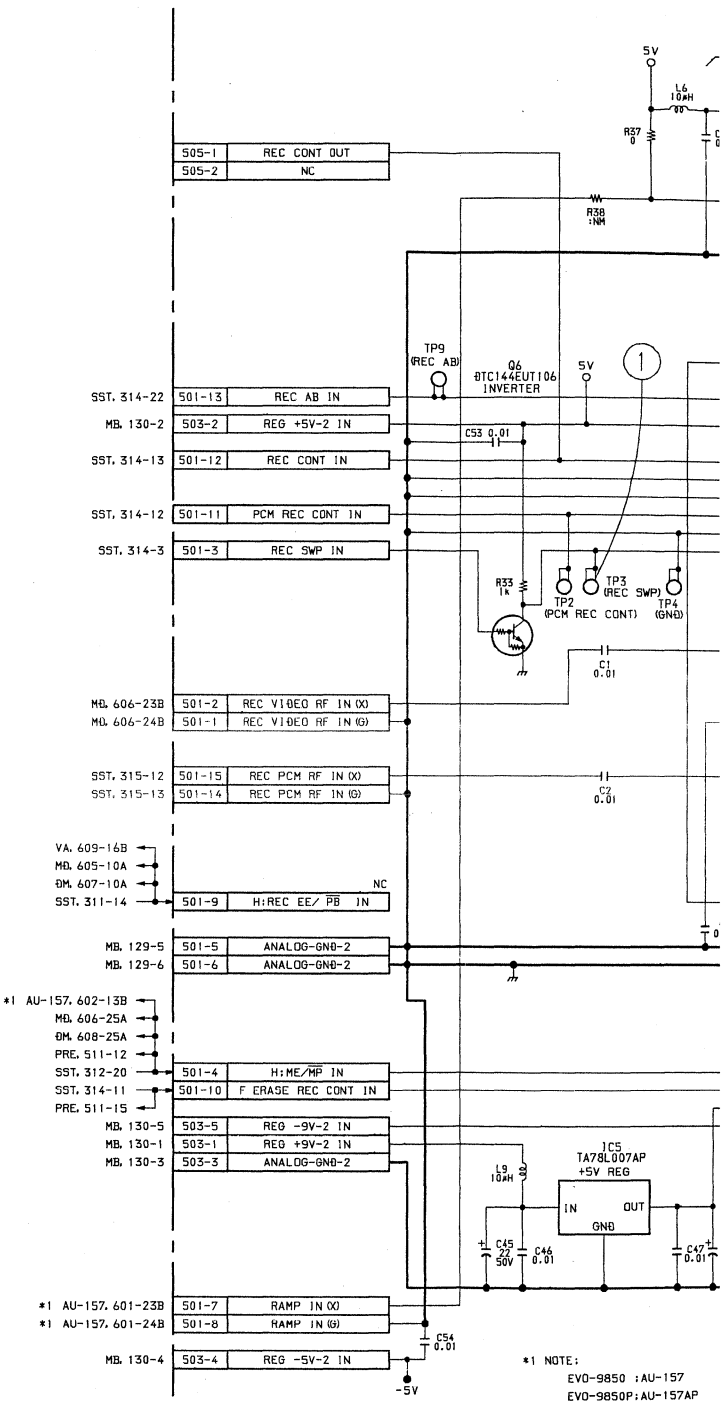 5V
L6
10µH
R37
0
505-1 REC CONT OUT
505-2 NC
R38
:NM
TP9
(REC AB)
Q6
DTC144EUT106
INVERTER
5V
1
SST. 314-22 501-13 REC AB IN
MB. 130-2 503-2 REG +5V-2 IN
C53 0.01
SST. 314-13 501-12 REC CONT IN
SST. 314-12 501-11 PCM REC CONT IN
SST. 314-3 501-3 REC SWP IN
R33
1k
TP2
(PCM REC CONT)
TP3
(REC SWP)
TP4
(GND)
C1
0.01
MD. 606-23B 501-2 REC VIDEO RF IN (X)
MD. 606-24B 501-1 REC VIDEO RF IN (G)
SST. 315-12 501-15 REC PCM RF IN (X)
SST. 315-13 501-14 REC PCM RF IN (G)
C2
0.01
VA. 609-16B
MD. 605-10A
DM. 607-10A
NC
SST. 311-14 501-9 H:REC EE/ PB IN
MB. 129-5 501-5 ANALOG-GND-2
MB. 129-6 501-6 ANALOG-GND-2
*1 AU-157. 602-13B
MD. 606-25A
DM. 608-25A
PRE. 511-12
SST. 312-20 501-4 H:ME/MP IN
SST. 314-11 501-10 F ERASE REC CONT IN
PRE. 511-15
MB. 130-5 503-5 REG -9V-2 IN
MB. 130-1 503-1 REG +9V-2 IN
MB. 130-3 503-3 ANALOG-GND-2
L9
10µH
IC5
TA78L007AP
+5V REG
IN OUT
GND
C45
22
50V
C46
0.01
C47
0.01
*1 AU-157. 601-23B 501-7 RAMP IN (X)
*1 AU-157. 601-24B 501-8 RAMP IN (G)
C54
0.01
MB. 130-4 503-4 REG -5V-2 IN
-5V
*1 NOTE:
EVO-9850 :AU-157
EVO-9850P:AU-157AP